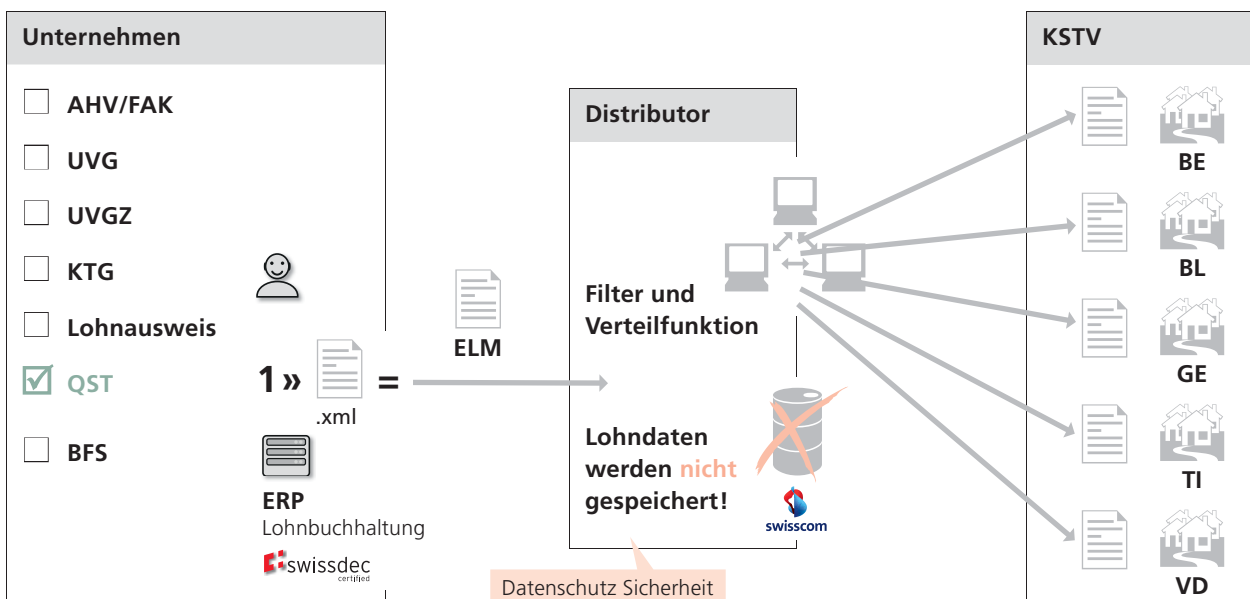 Unternehmen
AHV/FAK
UVG
UVGZ
KTG
Lohnausweis
QST
BFS
1»
.xml
=
ERP
Lohnbuchhaltung
swissdec
certified
ELM
Distributor
Filter und
Verteilfunktion
Lohndaten
werden nicht
gespeichert!
swisscom
Datenschutz Sicherheit
KSTV
BE
BL
GE
TI
VD